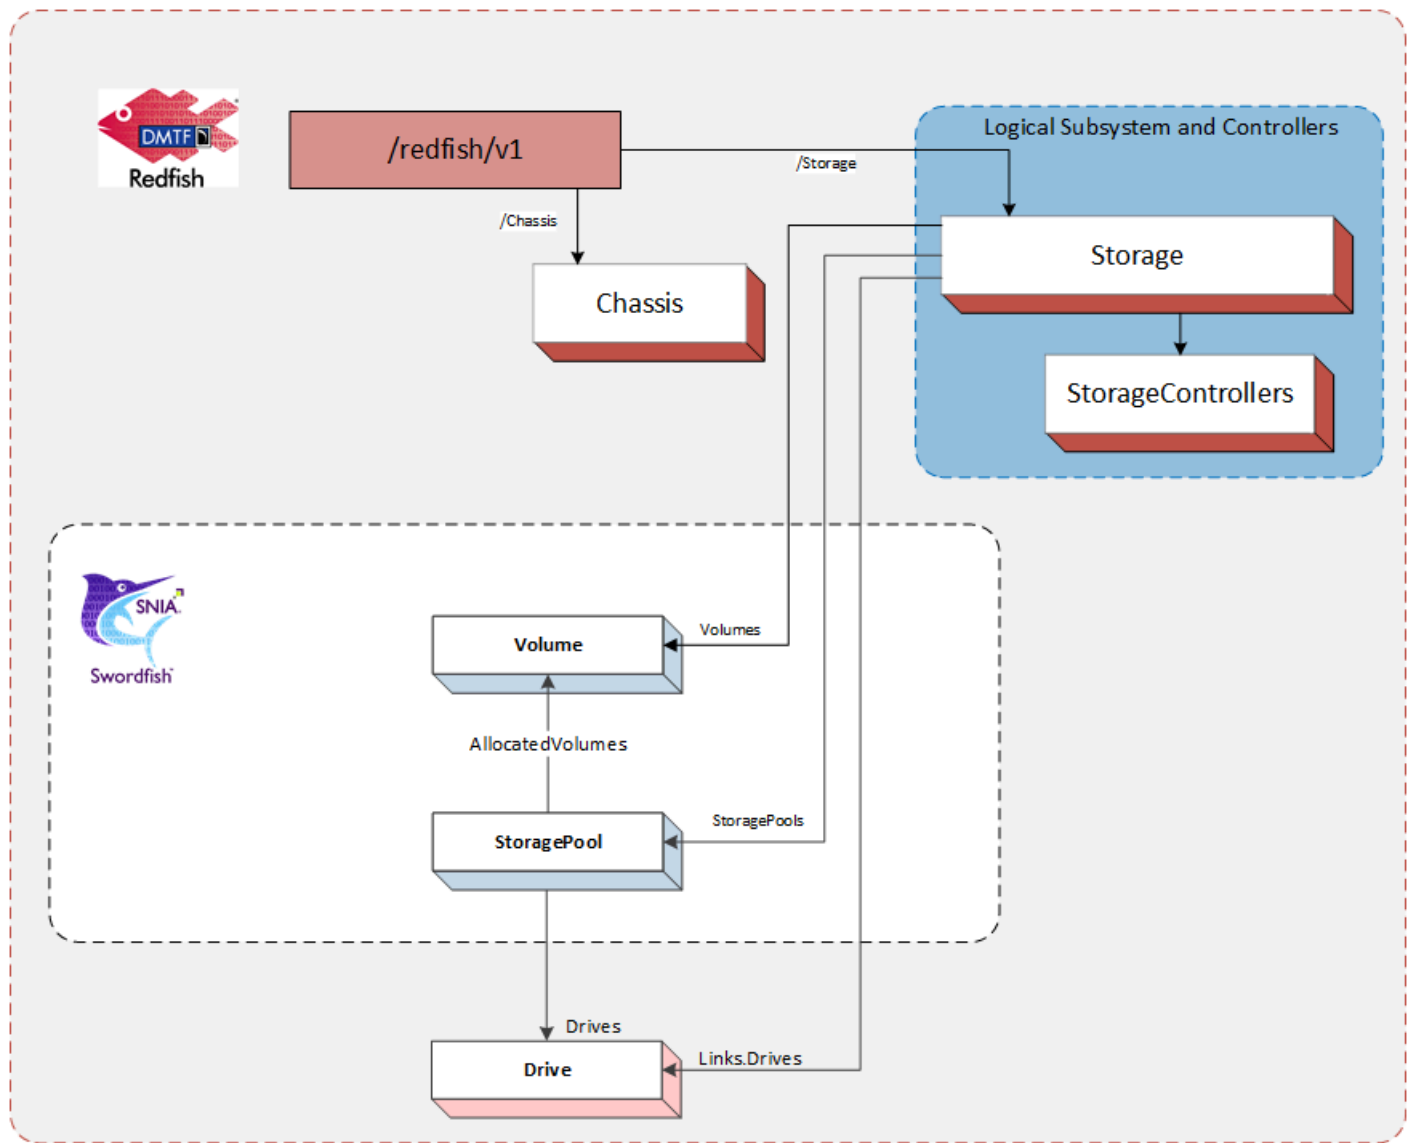 Logical Subsystem and Controllers
DMTF
Redfish
/redfish/v1
/Storage
/Chassis
Storage
Chassis
StorageControllers
SNIA
Swordfish™
Volumes
Volume
AllocatedVolumes
StoragePools
StoragePool
Drives
Links.Drives
Drive